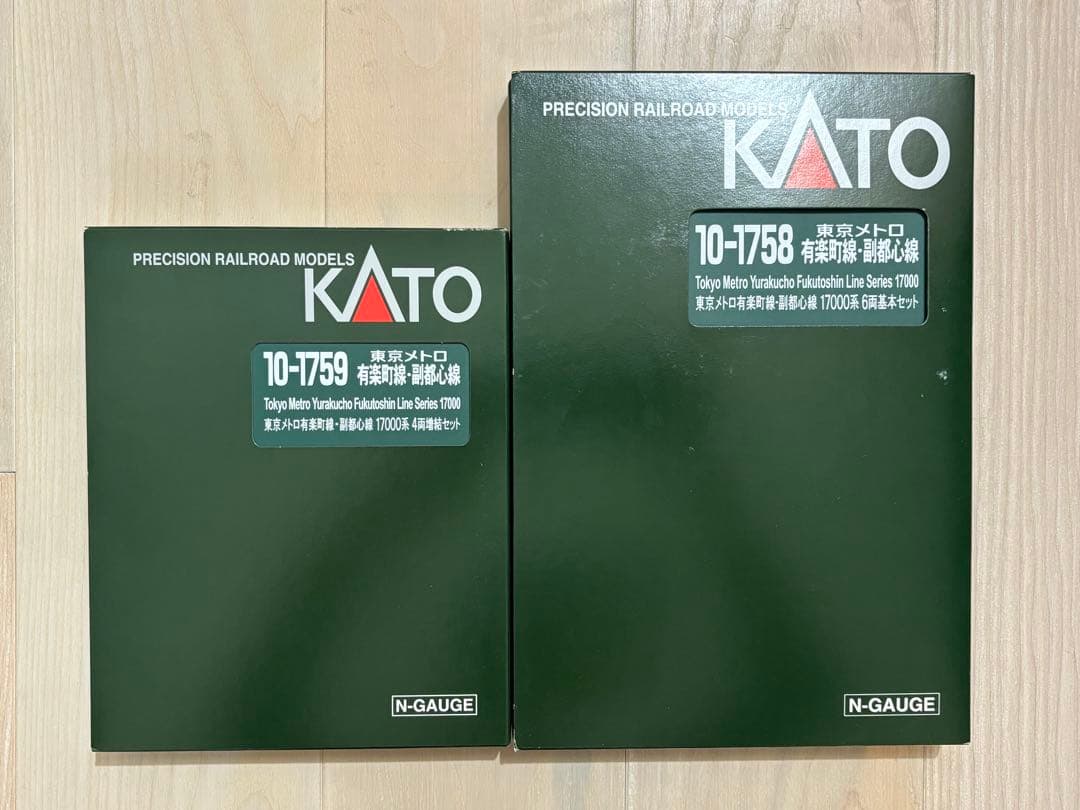 PRECISION RAILROAD MODELS
KATO
10-1759
東京メトロ
有楽町線・副都心線
Tokyo Metro Yurakucho Fukutoshin Line Series 17000
東京メトロ有楽町線・副都心線 17000系 4両増結セット
N-GAUGE
PRECISION RAILROAD MODELS
KATO
10-1758
東京メトロ
有楽町線・副都心線
Tokyo Metro Yurakucho Fukutoshin Line Series 17000
東京メトロ有楽町線・副都心線 17000系 6両基本セット
N-GAUGE